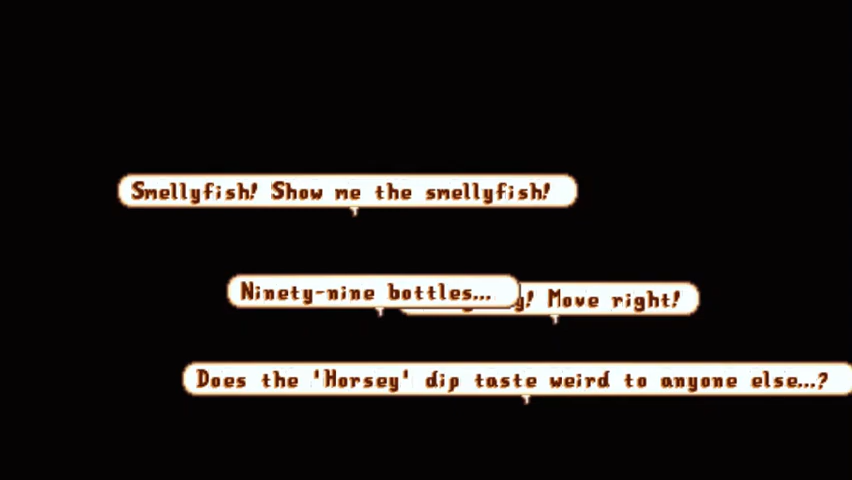 Smellyfish! Show me the smellyfish!
Ninety-nine bottles...
Move right!
Does the 'Horsey' dip taste weird to anyone else...?